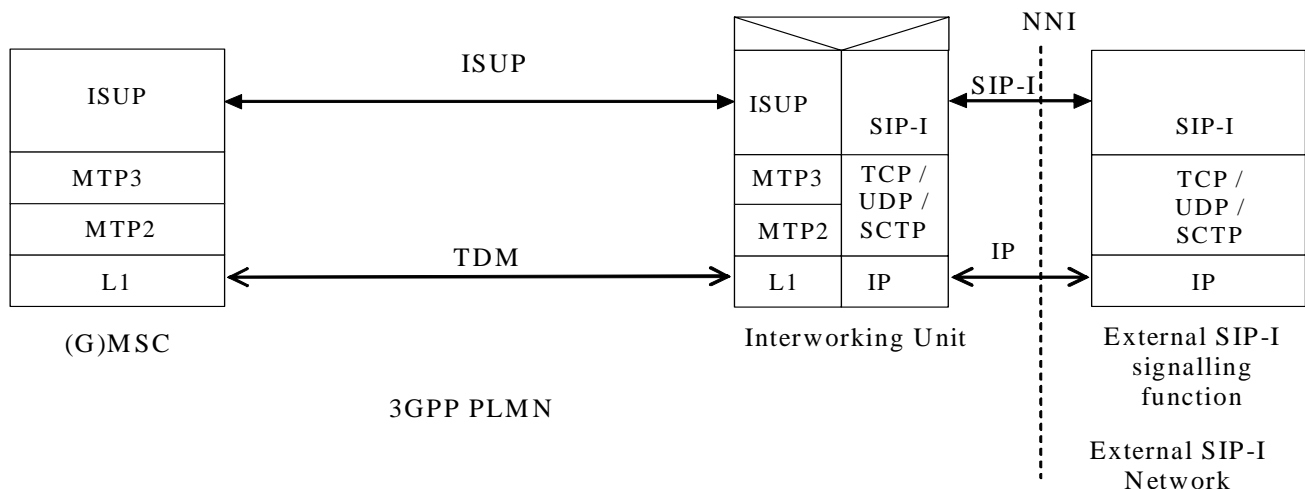 NNI
ISUP
ISUP
ISUP
SIP-I
SIP-I
SIP-I
MTP3
MTP3
TCP /
UDP /
SCTP
TCP /
UDP /
SCTP
MTP2
MTP2
TDM
IP
L1
L1
IP
IP
(G)MSC
Interworking Unit
External SIP-I
signalling
function
3GPP PLMN
External SIP-I
Network